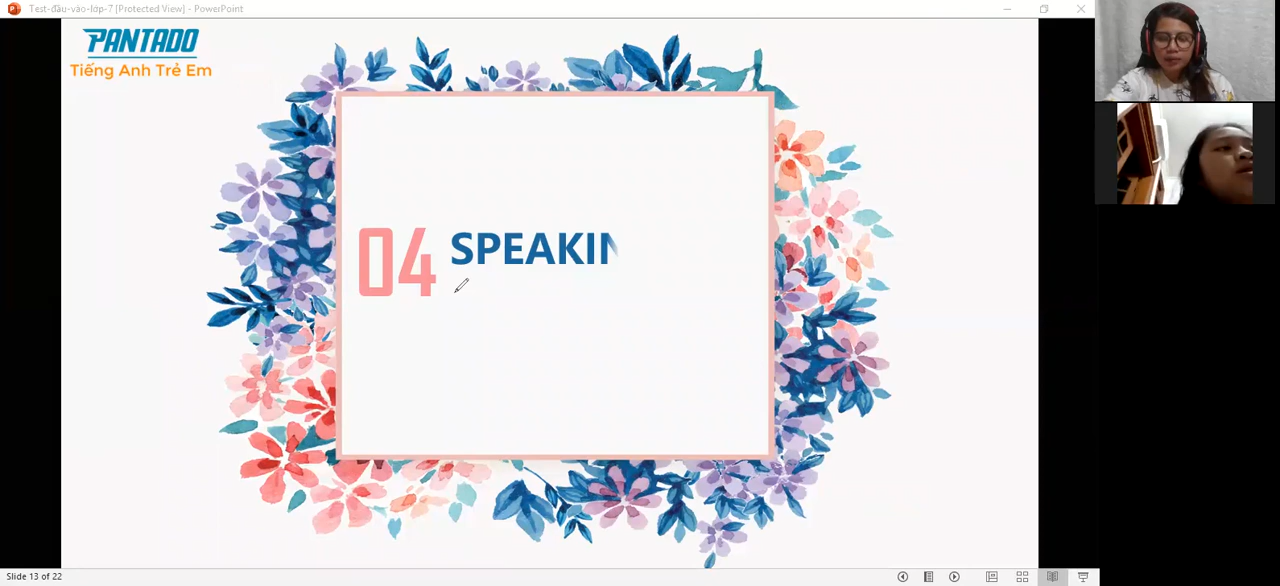 Test-đầu-vào-lớp-7 [Protected View] - PowerPoint
PANTADO
Tiếng Anh Trẻ Em
04 SPEAKIN
Slide 13 of 22